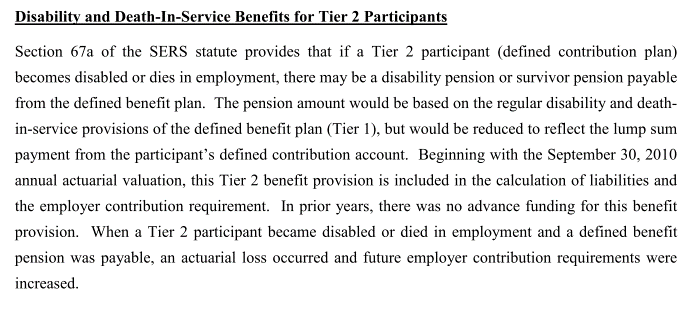 Disability and Death-In-Service Benefits for Tier 2 Participants
Section 67a of the SERS statute provides that if a Tier 2 participant (defined contribution plan)
becomes disabled or dies in employment, there may be a disability pension or survivor pension payable
from the defined benefit plan. The pension amount would be based on the regular disability and death-
in-service provisions of the defined benefit plan (Tier 1), but would be reduced to reflect the lump sum
payment from the participant's defined contribution account. Beginning with the September 30, 2010
annual actuarial valuation, this Tier 2 benefit provision is included in the calculation of liabilities and
the employer contribution requirement. In prior years, there was no advance funding for this benefit
provision. When a Tier 2 participant became disabled or died in employment and a defined benefit
pension was payable, an actuarial loss occurred and future employer contribution requirements were
increased.